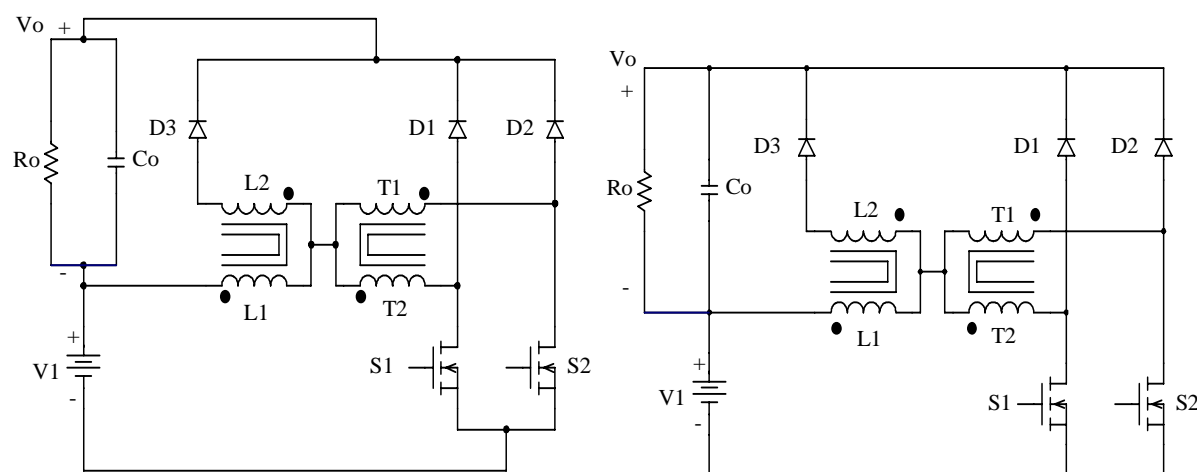 Vo +
D3 D1 D2
Ro Co
L2 T1
-
L1 T2
+
V1
-
S1 S2
Vo
+
D3 D1 D2
Ro Co
L2 T1
-
L1 T2
+
V1
-
S1 S2